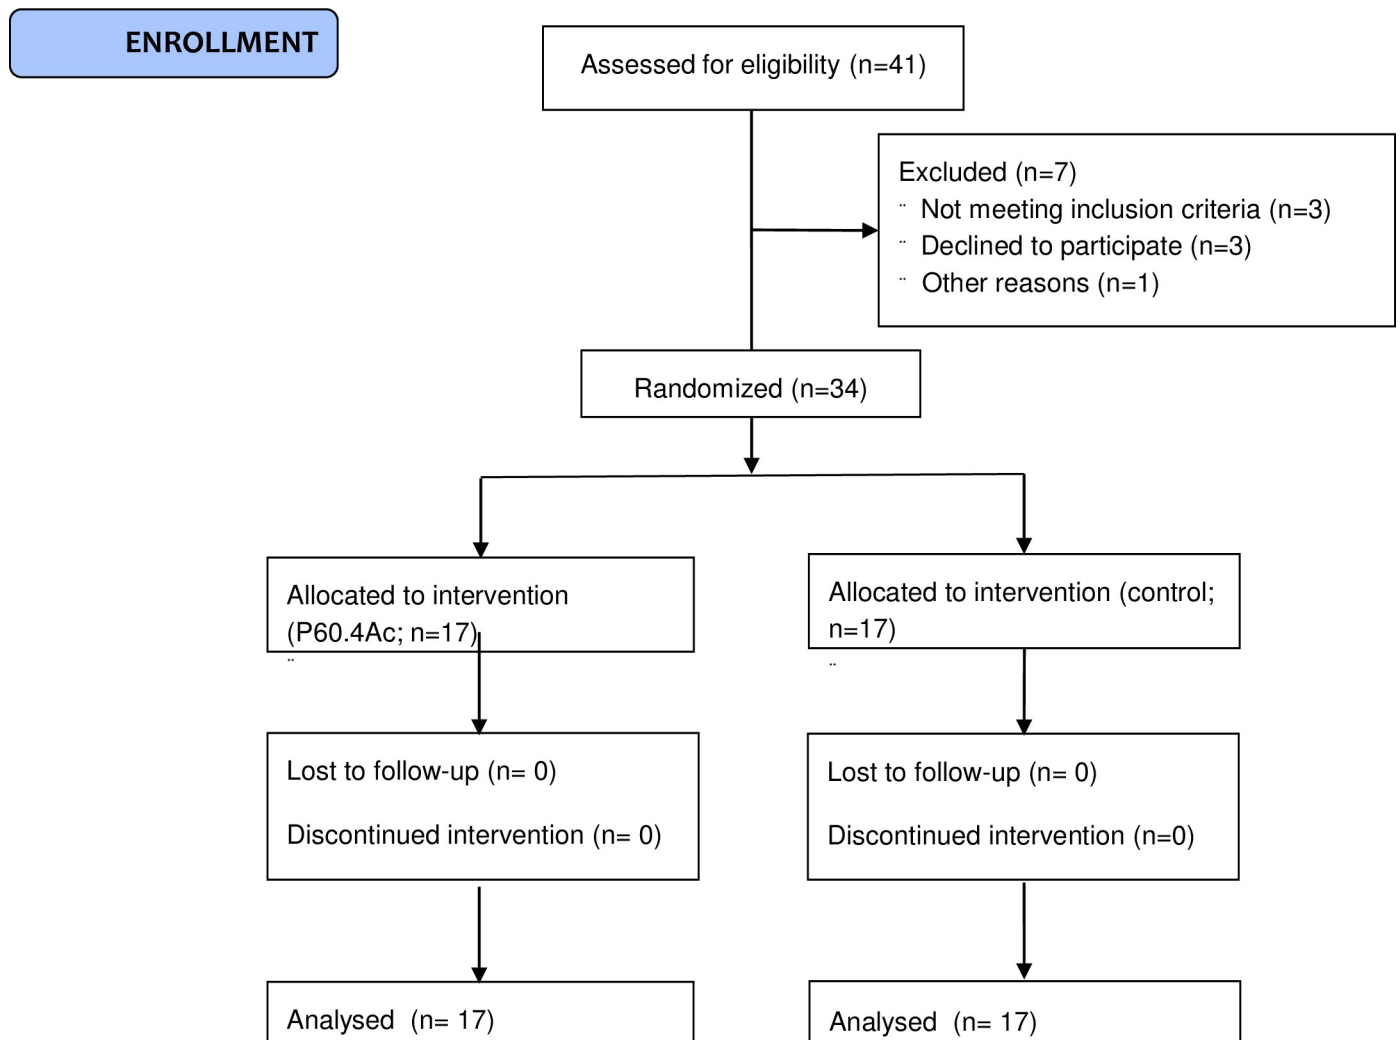 ENROLLMENT
Assessed for eligibility (n=41)
Excluded (n=7)
¨ Not meeting inclusion criteria (n=3)
¨ Declined to participate (n=3)
¨ Other reasons (n=1)
Randomized (n=34)
Allocated to intervention
(P60.4Ac; n=17)
¨
Allocated to intervention (control;
n=17)
¨
Lost to follow-up (n= 0)
Discontinued intervention (n= 0)
Lost to follow-up (n= 0)
Discontinued intervention (n=0)
Analysed (n= 17)
Analysed (n= 17)